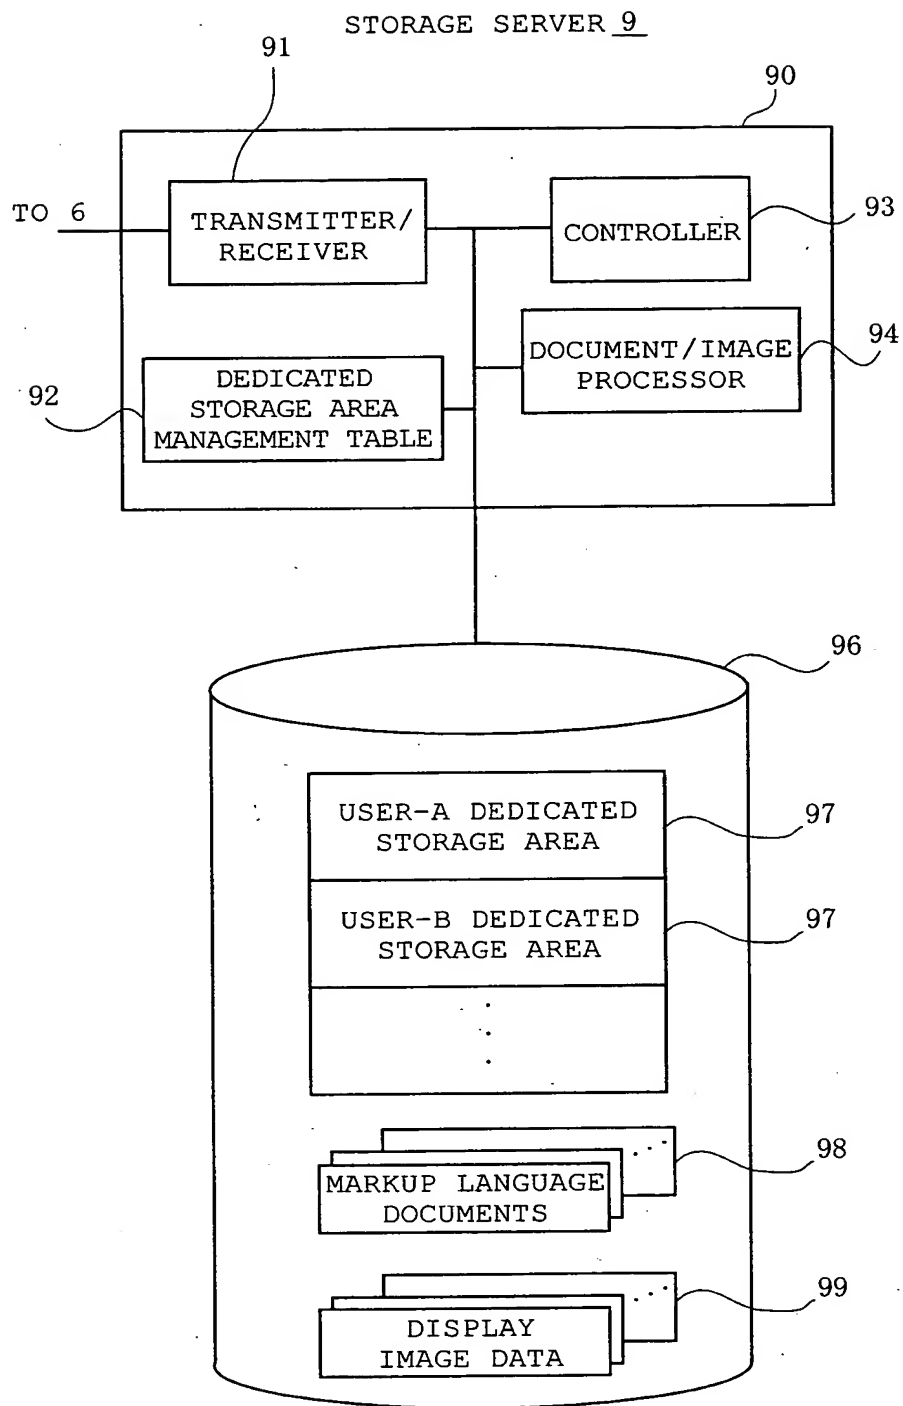 STORAGE SERVER 9
91
90
TO 6
TRANSMITTER/
RECEIVER
CONTROLLER
93
DOCUMENT/IMAGE
PROCESSOR
94
92
DEDICATED
STORAGE AREA
MANAGEMENT TABLE
96
USER-A DEDICATED
STORAGE AREA
97
USER-B DEDICATED
STORAGE AREA
97
98
MARKUP LANGUAGE
DOCUMENTS
99
DISPLAY
IMAGE DATA